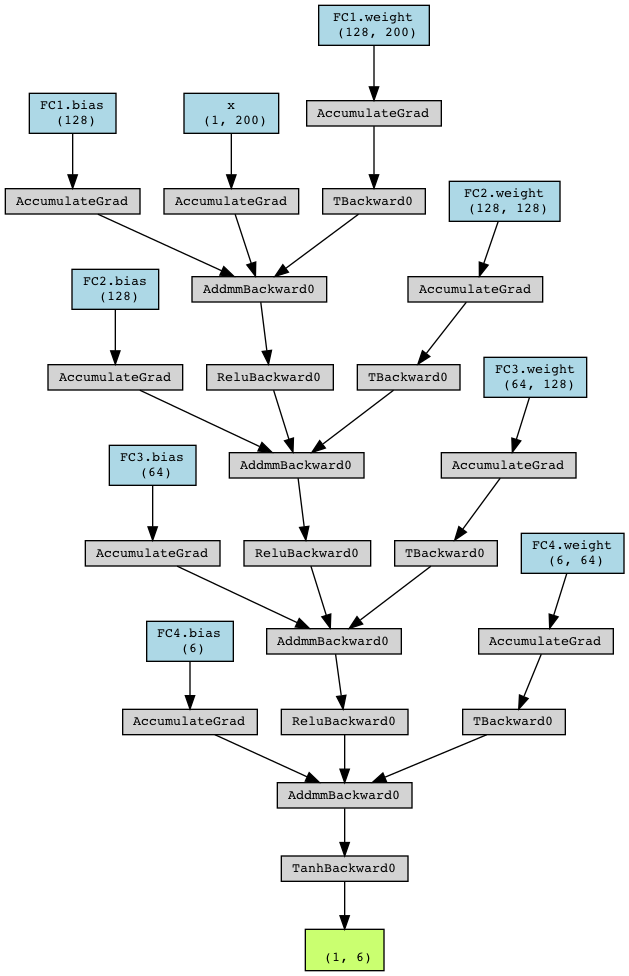 FC1.weight
(128, 200)
FC1.bias
(128)
x
(1, 200)
AccumulateGrad
AccumulateGrad
AccumulateGrad
TBackward0
FC2.weight
(128, 128)
FC2.bias
(128)
AddmmBackward0
AccumulateGrad
AccumulateGrad
ReluBackward0
TBackward0
FC3.weight
(64, 128)
FC3.bias
(64)
AddmmBackward0
AccumulateGrad
AccumulateGrad
ReluBackward0
TBackward0
FC4.weight
(6, 64)
FC4.bias
(6)
AddmmBackward0
AccumulateGrad
AccumulateGrad
ReluBackward0
TBackward0
AddmmBackward0
TanhBackward0
(1, 6)